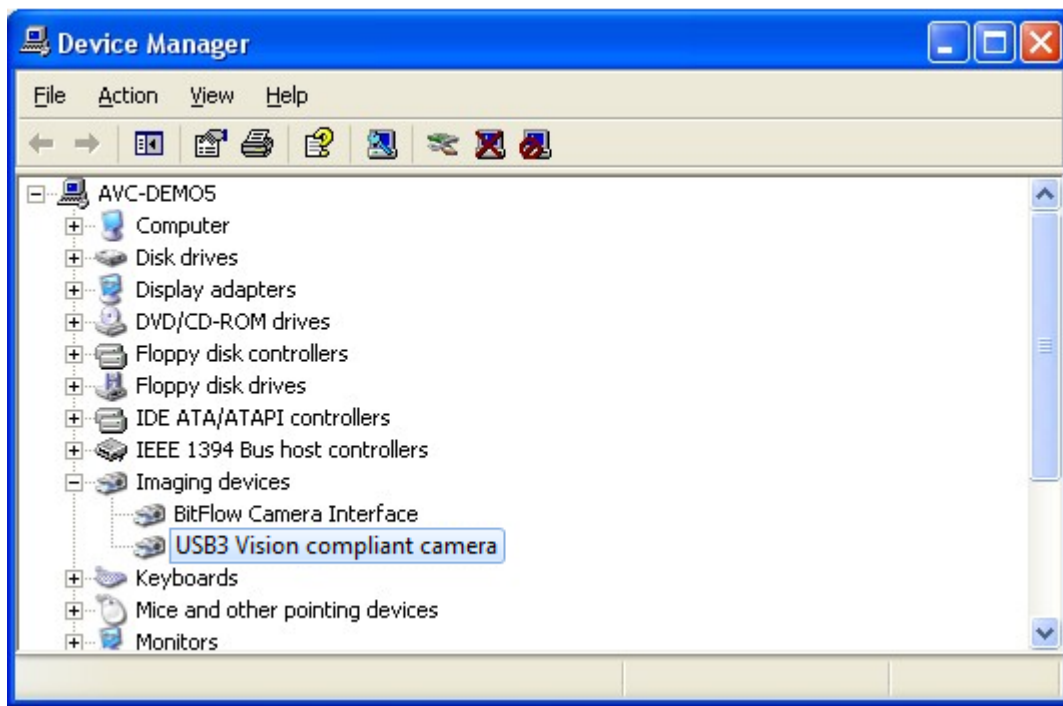 Device Manager
File Action View Help
AVC-DEMO5
Computer
Disk drives
Display adapters
DVD/CD-ROM drives
Floppy disk controllers
Floppy disk drives
IDE ATA/ATAPI controllers
IEEE 1394 Bus host controllers
Imaging devices
BitFlow Camera Interface
USB3 Vision compliant camera
Keyboards
Mice and other pointing devices
Monitors